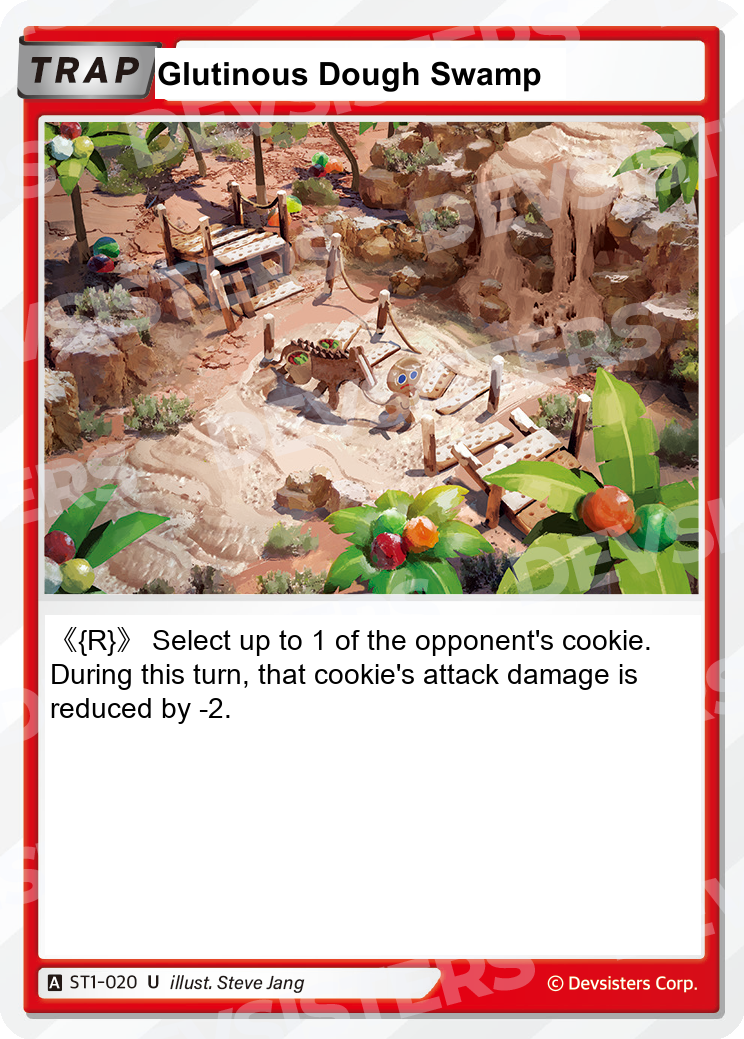 TRAP Glutinous Dough Swamp
《{R}》 Select up to 1 of the opponent's cookie.
During this turn, that cookie's attack damage is
reduced by -2.
A ST1-020 U illust. Steve Jang © Devsisters Corp.
DEVSISTERS